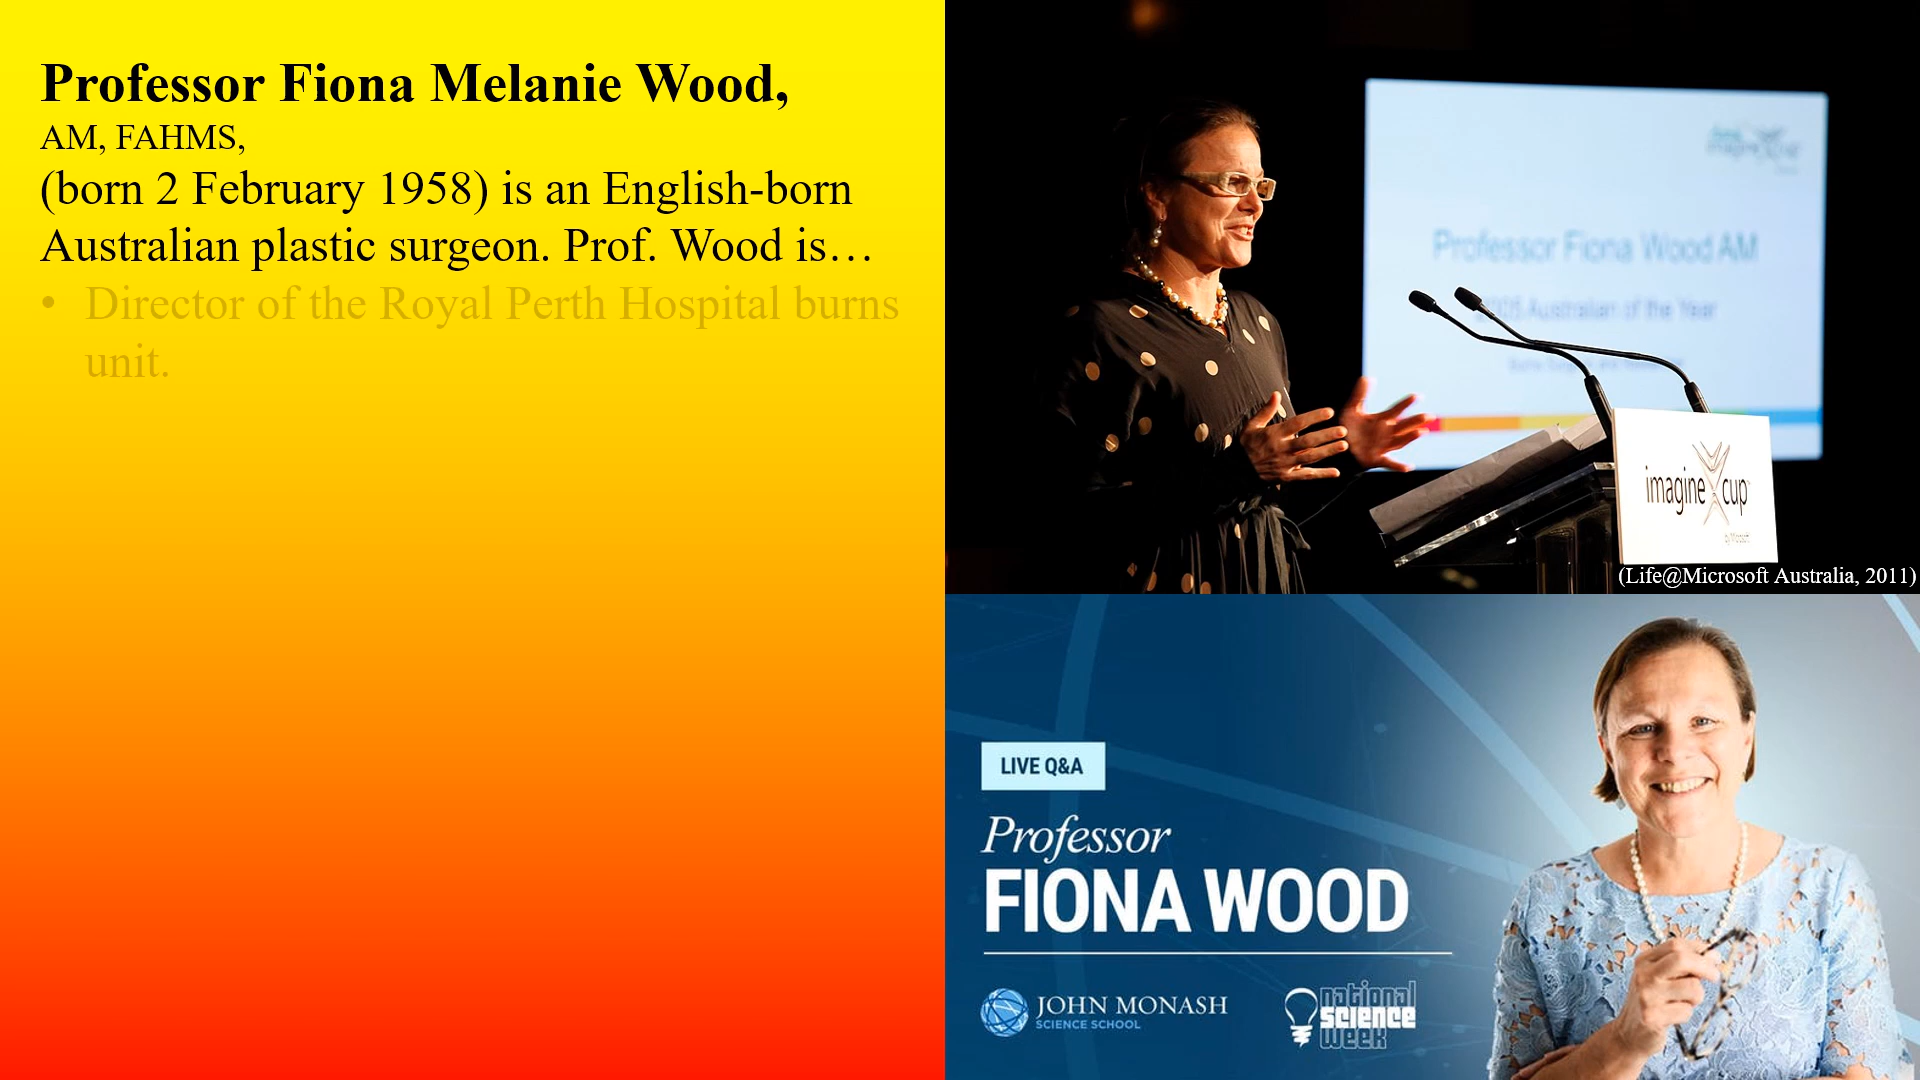 Professor Fiona Melanie Wood,
AM, FAHMS,
(born 2 February 1958) is an English-born
Australian plastic surgeon. Prof. Wood is…
• Director of the Royal Perth Hospital burns
unit.
Professor Fiona Wood AM
2005 Australian of the Year
imagine cup
(Life@Microsoft Australia, 2011)
LIVE Q&A
Professor
FIONA WOOD
JOHN MONASH
SCIENCE SCHOOL
national
science
week